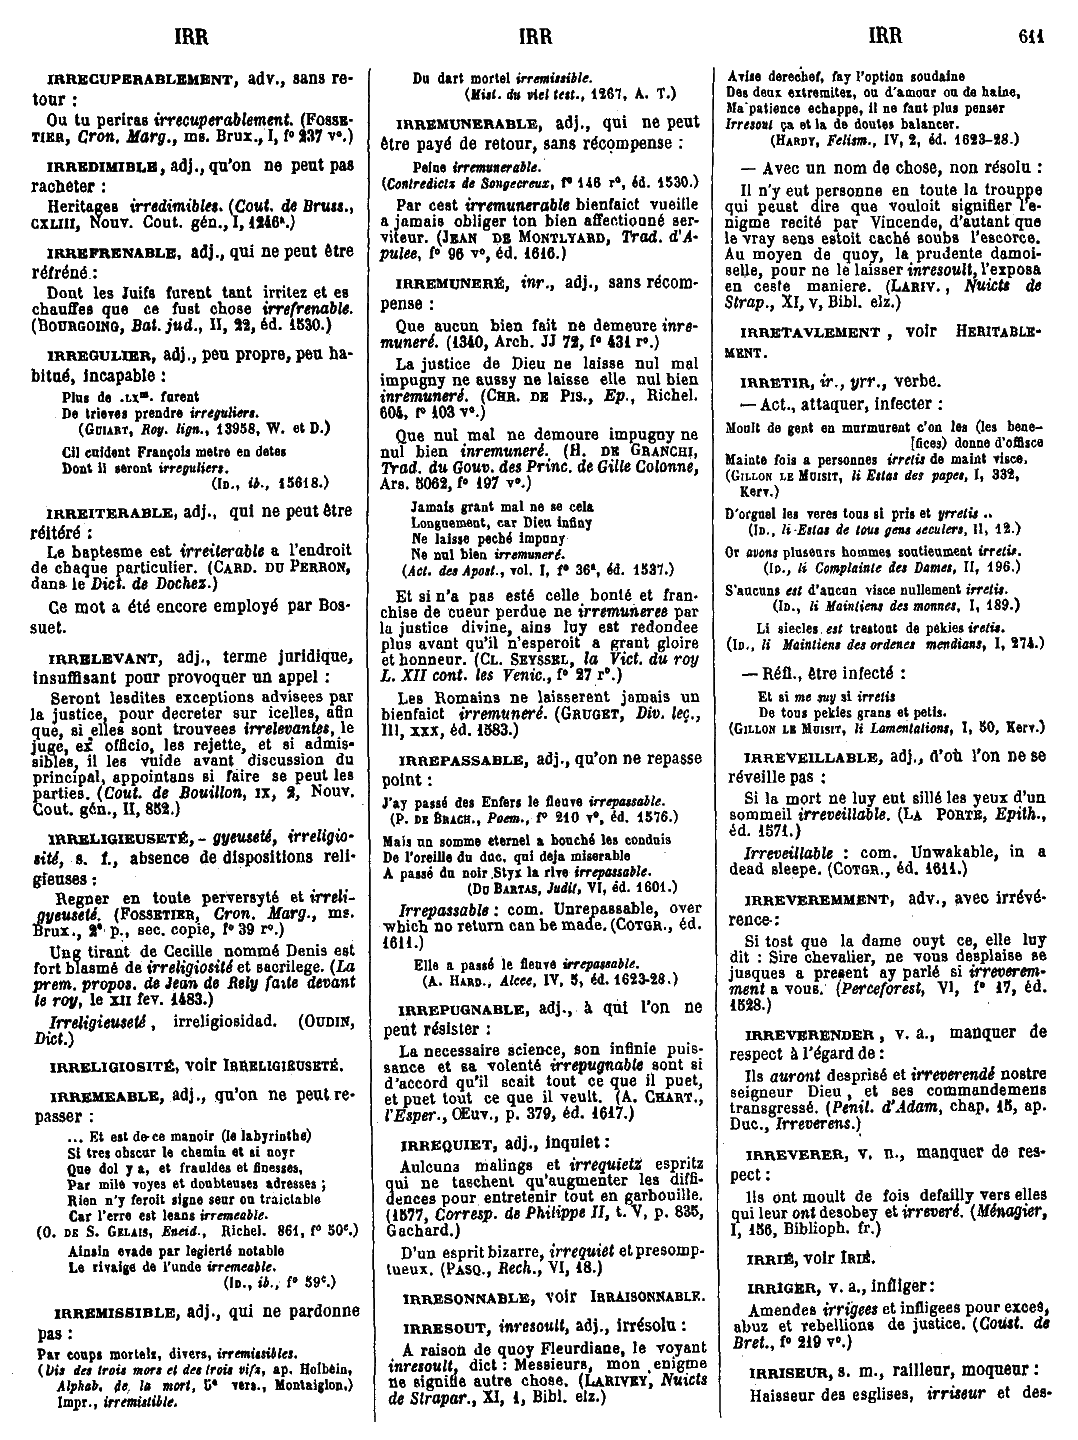 IRR
IRR
IRR
611
IRRECUPERABLEMENT, adv., sans re-
tour :
Ou tu periras irrecuperablement. (FOSSE-
TIER, Cron. Marg., ms. Brux., I, f° 237 v°.)
IRREDIMIBLE, adj., qu'on ne peut pas
racheter :
Heritages irredimibles. (Cout. de Bruss.,
CXLIII, Nouv. Cout. gén., I, 1246ᵃ.)
IRREFRENABLE, adj., qui ne peut être
réfréné :
Dont les Juifs furent tant irritez et es
chauffes que ce fust chose irrefrenable.
(BOURGOING, Bat. jud., II, 22, éd. 1530.)
IRREGULIER, adj., peu propre, peu ha-
bitué, incapable :
Plus de .LXᵐ. furent
De trieves prendre irreguliers.
(GUIART, Roy. lign., 13958, W. et D.)
Cil cuident François metre en detes
Dont il seront irreguliers.
(ID., ib., 15618.)
IRREITERABLE, adj., qui ne peut être
réitéré :
Le baptesme est irreiterable a l'endroit
de chaque particulier. (CARD. DU PERRON,
dans le Dict. de Dochez.)
Ce mot a été encore employé par Bos-
suet.
IRRELEVANT, adj., terme juridique,
insuffisant pour provoquer un appel :
Seront lesdites exceptions advisees par
la justice, pour decreter sur icelles, afin
que, si elles sont trouvees irrelevantes, le
juge, ex officio, les rejette, et si admis-
sibles, il les vuide avant discussion du
principal, appointans si faire se peut les
parties. (Cout. de Bouillon, IX, 2, Nouv.
Cout. gén., II, 852.)
IRRELIGIEUSETÉ, - gyeuseté, irreligio-
sité, s. f., absence de dispositions reli-
gieuses :
Regner en toute perversyté et irreli-
gyeuseté. (FOSSETIER, Cron. Marg., ms.
Brux., 2ᵉ p., sec. copie, f° 39 r°.)
Ung tirant de Cecille nommé Denis est
fort blasmé de irreligiosité et sacrilege. (La
prem. propos. de Jean de Rely faite devant
le roy, le XII fev. 1483.)
Irreligieuseté, irreligiosidad. (OUDIN,
Dict.)
IRRELIGIOSITÉ, voir IRRELIGIEUSETÉ.
IRREMEABLE, adj., qu'on ne peut re-
passer :
... Et est de ce manoir (le labyrinthe)
Si tres obscur le chemin et si noyr
Que dol y a, et frauldes et finesses,
Par mile voyes et doubteuses adresses ;
Rien n'y feroit signe seur ou traictable
Car l'erre est leans irremeable.
(O. DE S. GELAIS, Eneid., Richel. 861, f° 50ᶜ.)
Ainsin evade par legierté notable
Le rivaige de l'unde irremeable.
(ID., ib., f° 59ᶜ.)
IRREMISSIBLE, adj., qui ne pardonne
pas :
Par coups mortels, divers, irremissibles.
(Dis des trois mors et des trois vifs, ap. Holbein,
Alphab. de la mort, 5ᵉ vers., Montaiglon.)
Impr., irremistible.
Du dart mortel irremissible.
(Mist. du viel test., 1267, A. T.)
IRREMUNERABLE, adj., qui ne peut
être payé de retour, sans récompense :
Peine irremunerable.
(Contredictz de Songecreux, f° 146 r°, éd. 1530.)
Par cest irremunerable bienfaict vueille
a jamais obliger ton bien affectionné ser-
viteur. (JEAN DE MONTLYARD, Trad. d'A-
pulee, f° 96 v°, éd. 1616.)
IRREMUNERÉ, inr., adj., sans récom-
pense :
Que aucun bien fait ne demeure inre-
muneré. (1340, Arch. JJ 72, f° 431 r°.)
La justice de Dieu ne laisse nul mal
impugny ne aussy ne laisse elle nul bien
inremuneré. (CHR. DE PIS., Ep., Richel.
604, f° 103 v°.)
Que nul mal ne demoure impugny ne
nul bien inremuneré. (H. DE GRANCHI,
Trad. du Gouv. des Princ. de Gille Colonne,
Ars. 5062, f° 197 v°.)
Jamais grant mal ne se cela
Longuement, car Dieu infiny
Ne laisse peché impuny
Ne nul bien irremuneré.
(Act. des Apost., vol. I, f° 36ᵃ, éd. 1537.)
Et si n'a pas esté celle bonté et fran-
chise de cueur perdue ne irremuneree par
la justice divine, ains luy est redondee
plus avant qu'il n'esperoit a grant gloire
et honneur. (CL. SEYSSEL, la Vict. du roy
L. XII cont. les Venic., f° 27 r°.)
Les Romains ne laisserent jamais un
bienfaict irremuneré. (GRUGET, Div. leç.,
III, XXX, éd. 1583.)
IRREPASSABLE, adj., qu'on ne repasse
point :
J'ay passé des Enfers le fleuve irrepassable.
(P. DE BRACH, Poem., f° 210 v°, éd. 1576.)
Mais un somme eternel a bouché les conduis
De l'oreille du duc, qui deja miserable
A passé du noir Styx la rive irrepassable.
(DU BARTAS, Judit, VI, éd. 1601.)
Irrepassable : com. Unrepassable, over
which no return can be made. (COTGR., éd.
1611.)
Elle a passé le fleuve irrepassable.
(A. HARD., Alcee, IV, 5, éd. 1623-28.)
IRREPUGNABLE, adj., à qui l'on ne
peut résister :
La necessaire science, son infinie puis-
sance et sa volenté irrepugnable sont si
d'accord qu'il scait tout ce que il puet,
et puet tout ce que il veult. (A. CHART.,
l'Esper., Œuv., p. 379, éd. 1617.)
IRREQUIET, adj., inquiet :
Aulcuns malings et irrequietz espritz
qui ne taschent qu'augmenter les diffi-
dences pour entretenir tout en garbouille.
(1577, Corresp. de Philippe II, t. V, p. 835,
Gachard.)
D'un esprit bizarre, irrequiet et presomp-
tueux. (PASQ., Rech., VI, 18.)
IRRESONNABLE, voir IRRAISONNABLE.
IRRESOUT, inresoult, adj., irrésolu :
A raison de quoy Fleurdiane, le voyant
inresoult, dict : Messieurs, mon enigme
ne signifie autre chose. (LARIVEY, Nuicts
de Strapar., XI, 1, Bibl. elz.)
Avise derechef, fay l'option soudaine
Des deux extremitez, ou d'amour ou de haine,
Ma patience echappe, il ne faut plus penser
Irresout ça et la de doutes balancer.
(HARDY, Felism., IV, 2, éd. 1623-28.)
— Avec un nom de chose, non résolu :
Il n'y eut personne en toute la trouppe
qui peust dire que vouloit signifier l'e-
nigme recité par Vincende, d'autant que
le vray sens estoit caché soubs l'escorce.
Au moyen de quoy, la prudente damoi-
selle, pour ne le laisser inresoult, l'exposa
en ceste maniere. (LARIV., Nuicts de
Strap., XI, V, Bibl. elz.)
IRRETAVLEMENT , voir HERITABLE-
MENT.
IRRETIR, ir., yrr., verbe.
— Act., attaquer, infecter :
Moult de gent en murmurent c'on les (les bene-
[fices) donne d'offisce
Mainte fois a personnes irretis de maint visce.
(GILLON LE MUISIT, li Estas des papes, I, 332,
Kerv.)
D'orguel les veres tous si pris et yrretis ..
(ID., li Estas de tous gens seculers, II, 12.)
Or avons pluseurs hommes soutieument irretis.
(ID., li Complainte des Dames, II, 196.)
S'aucuns est d'aucun visce nullement irretis.
(ID., li Maintiens des monnes, I, 189.)
Li siecles est trestout de pekies iretis.
(ID., li Maintiens des ordenes mendians, I, 274.)
— Réfl., être infecté :
Et si me suy si irretis
De tous pekies grans et petis.
(GILLON LE MUISIT, li Lamentations, I, 50, Kerv.)
IRREVEILLABLE, adj., d'où l'on ne se
réveille pas :
Si la mort ne luy eut sillé les yeux d'un
sommeil irreveillable. (LA PORTE, Epith.,
éd. 1571.)
Irreveillable : com. Unwakable, in a
dead sleepe. (COTGR., éd. 1611.)
IRREVEREMMENT, adv., avec irrévé-
rence :
Si tost que la dame ouyt ce, elle luy
dit : Sire chevalier, ne vous desplaise se
jusques a present ay parlé si irreverem-
ment a vous. (Perceforest, VI, f° 17, éd.
1528.)
IRREVERENDER , v. a., manquer de
respect à l'égard de :
Ils auront desprisé et irreverendé nostre
seigneur Dieu , et ses commandemens
transgressé. (Penil. d'Adam, chap. 15, ap.
Duc., Irreverens.)
IRREVERER, v. n., manquer de res-
pect :
Ils ont moult de fois defailly vers elles
qui leur ont desobey et irreveré. (Ménagier,
I, 156, Biblioph. fr.)
IRRIÉ, voir IRIÉ.
IRRIGER, v. a., infliger :
Amendes irrigees et infligees pour exces,
abuz et rebellions de justice. (Coust. de
Bret., f° 219 v°.)
IRRISEUR, s. m., railleur, moqueur :
Haisseur des esglises, irriseur et des-